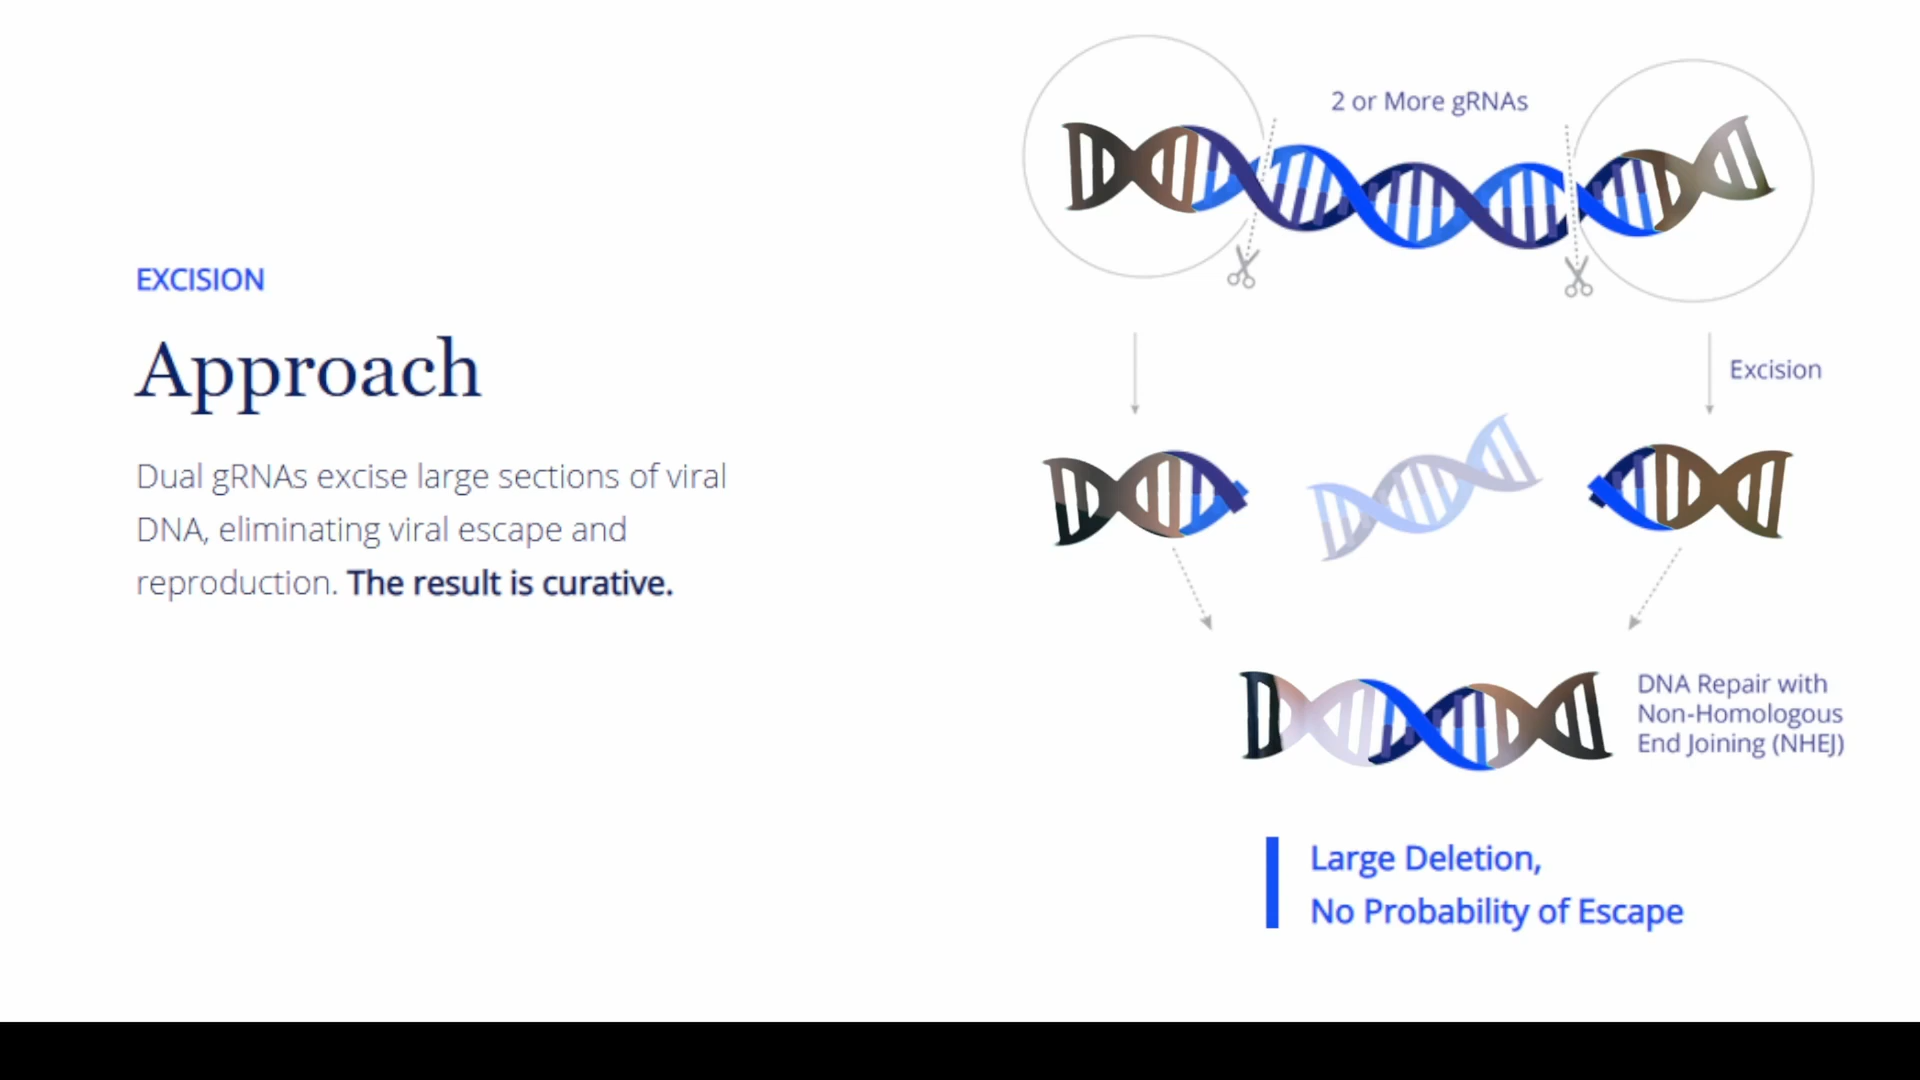 EXCISION
Approach
Dual gRNAs excise large sections of viral
DNA, eliminating viral escape and
reproduction. The result is curative.
2 or More gRNAs
Excision
DNA Repair with
Non-Homologous
End Joining (NHEJ)
Large Deletion,
No Probability of Escape